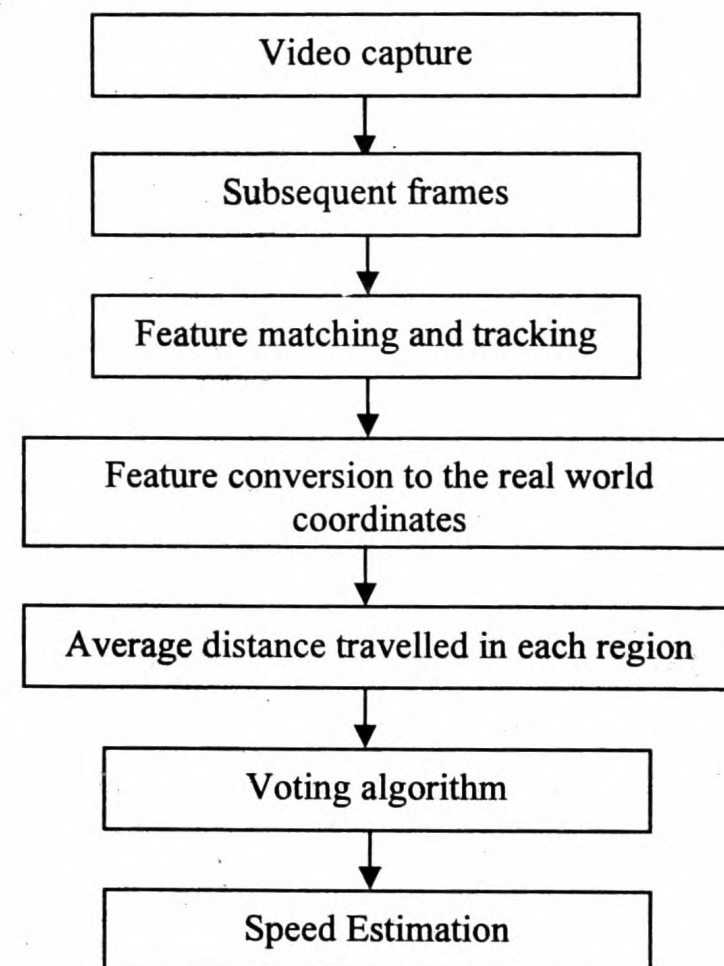 Video capture
Subsequent frames
Feature matching and tracking
Feature conversion to the real world
coordinates
Average distance travelled in each region
Voting algorithm
Speed Estimation